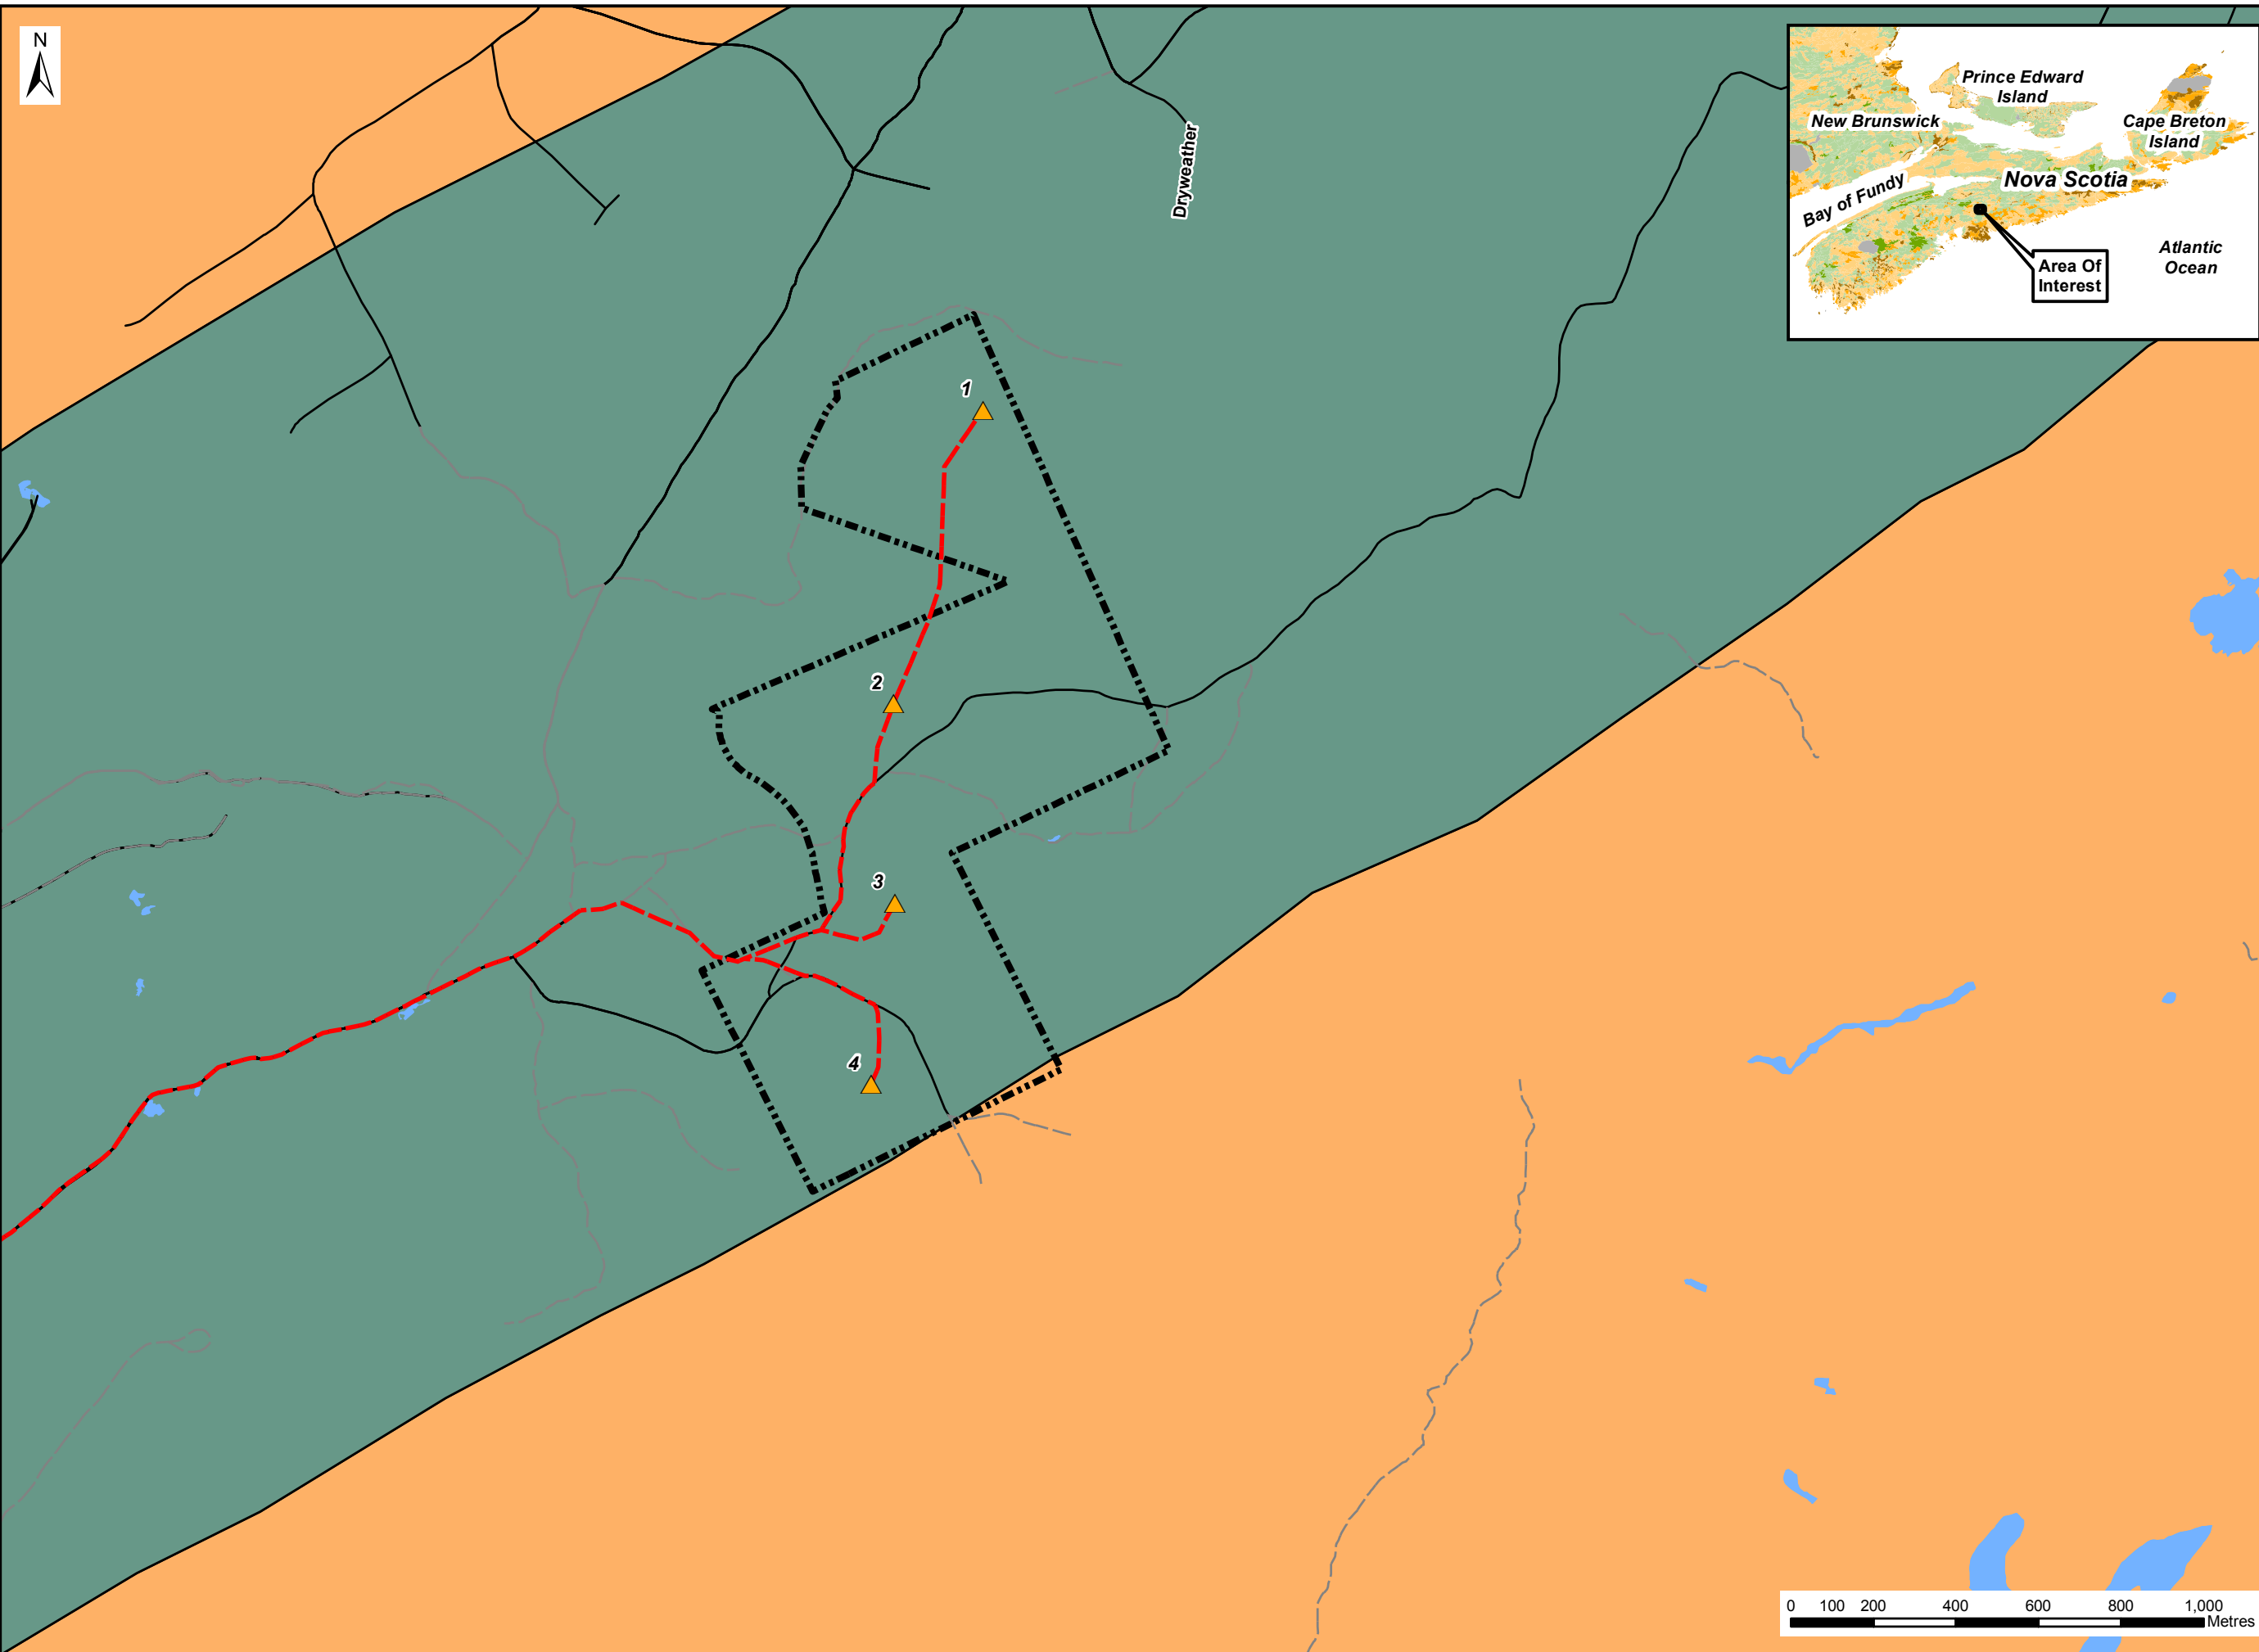 N
Prince Edward
Island
New Brunswick
Cape Breton
Island
Nova Scotia
Bay of Fundy
Atlantic
Ocean
Area Of
Interest
Dryweather
1
2
3
4
0 100 200 400 600 800 1,000
Metres